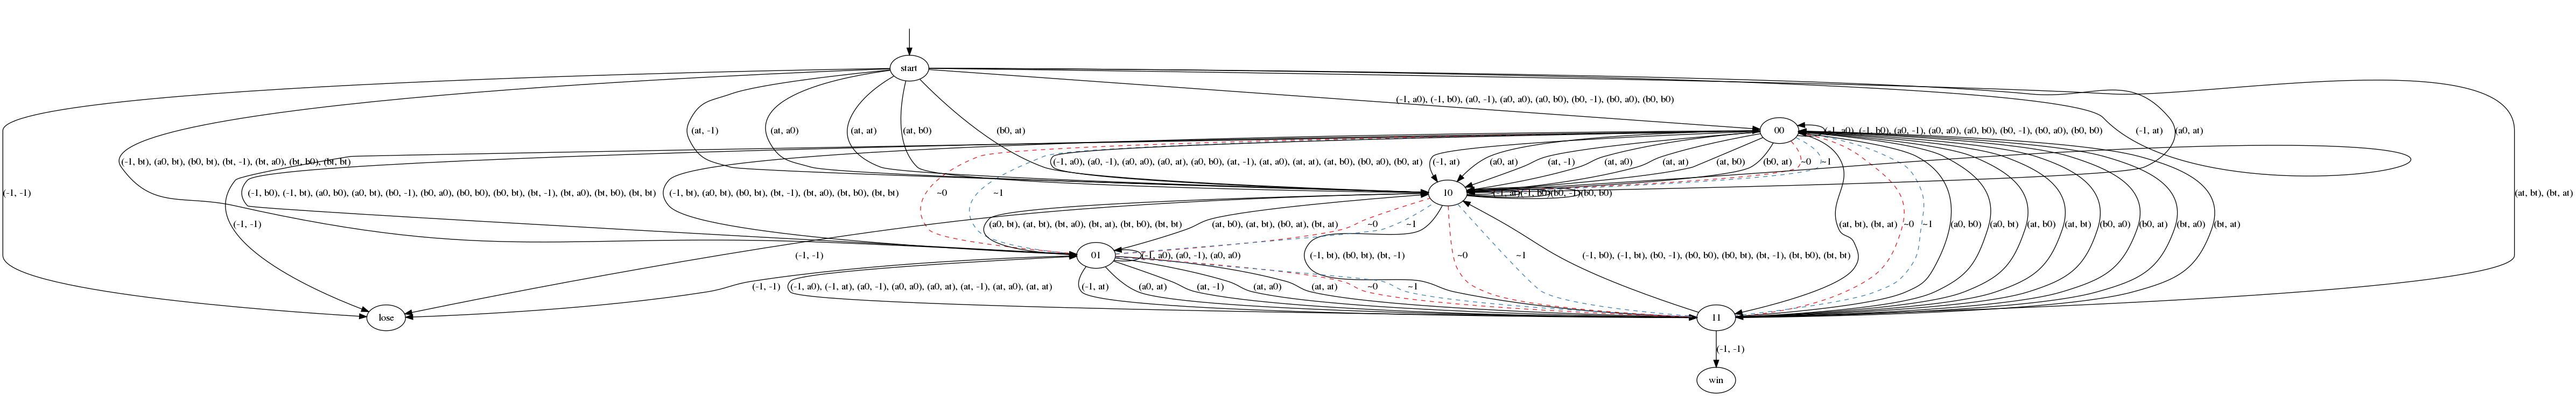 start
(-1, a0), (-1, b0), (a0, -1), (a0, a0), (a0, b0), (b0, -1), (b0, a0), (b0, b0)
(at, -1)
(at, a0)
(at, at)
(at, b0)
(b0, at)
00
(-1, a0), (-1, b0), (a0, -1), (a0, a0), (a0, b0), (b0, -1), (b0, a0), (b0, b0)
(-1, at)
(a0, at)
(-1, bt), (a0, bt), (b0, bt), (bt, -1), (bt, a0), (bt, b0), (bt, bt)
(-1, a0), (a0, -1), (a0, a0), (a0, at), (a0, b0), (at, -1), (at, a0), (at, at), (at, b0), (b0, a0), (b0, at)
(-1, at)
(a0, at)
(at, -1)
(at, a0)
(at, at)
(at, b0)
(b0, at)
~0
~1
(-1, -1)
(-1, b0), (-1, bt), (a0, b0), (a0, bt), (b0, -1), (b0, a0), (b0, b0), (b0, bt), (bt, -1), (bt, a0), (bt, b0), (bt, bt)
(-1, bt), (a0, bt), (b0, bt), (bt, -1), (bt, a0), (bt, b0), (bt, bt)
~0
~1
10
(-1, b0)
(b0, -1)
(b0, b0)
(at, bt), (bt, at)
(-1, -1)
(a0, bt), (at, bt), (bt, a0), (bt, at), (bt, b0), (bt, bt)
(at, b0), (at, bt), (b0, at), (bt, at)
~0
~1
(at, bt), (bt, at)
~0
~1
(a0, b0)
(a0, bt)
(at, b0)
(at, bt)
(b0, a0)
(b0, at)
(bt, a0)
(bt, at)
(-1, -1)
01
(-1, a0), (a0, -1), (a0, a0)
(-1, bt), (b0, bt), (bt, -1)
~0
~1
(-1, b0), (-1, bt), (b0, -1), (b0, b0), (b0, bt), (bt, -1), (bt, b0), (bt, bt)
(-1, -1)
(-1, a0), (-1, at), (a0, -1), (a0, a0), (a0, at), (at, -1), (at, a0), (at, at)
(-1, at)
(a0, at)
(at, -1)
(at, a0)
(at, at)
~0
~1
lose
11
(-1, -1)
win